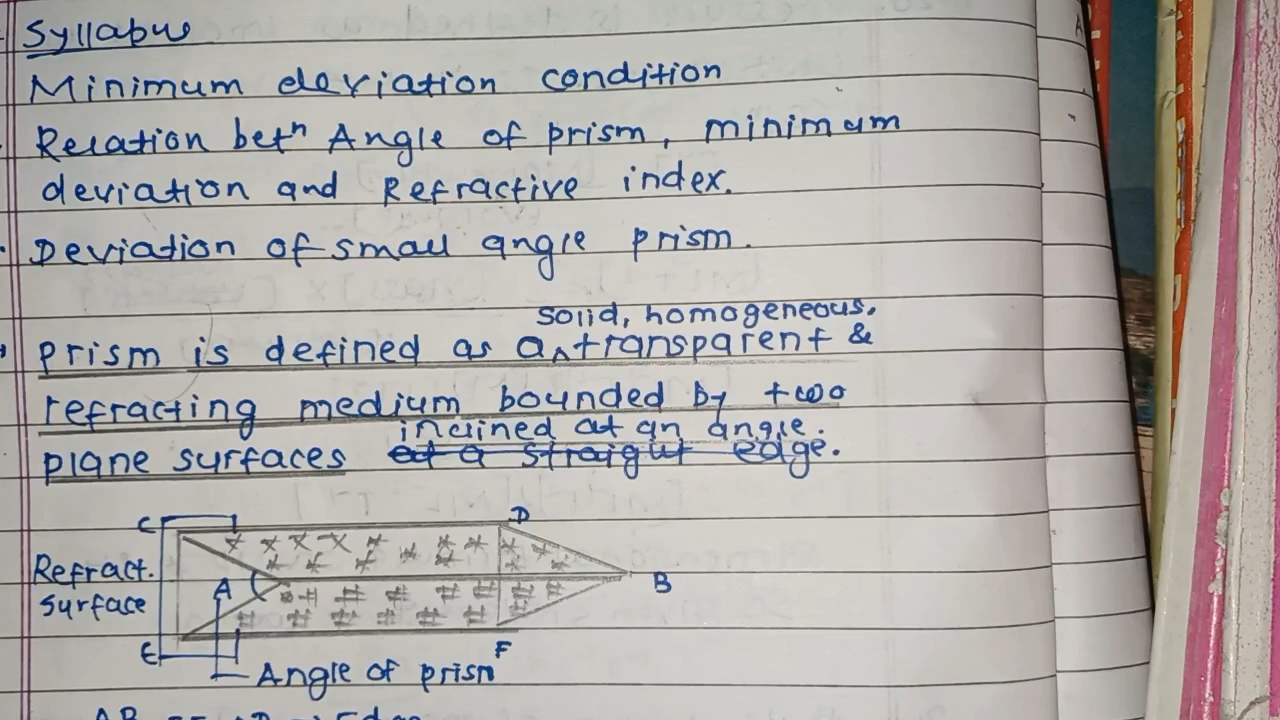 Syllabus
Minimum deviation condition
Relation betⁿ Angle of prism, minimum
deviation and Refractive index.
Deviation of small angle prism.
solid, homogeneous,
prism is defined as a^transparent &
refracting medium bounded by two
inclined at an angle.
plane surfaces edge.
C
D
Refract.
surface
A
B
E
F
Angle of prism
AB